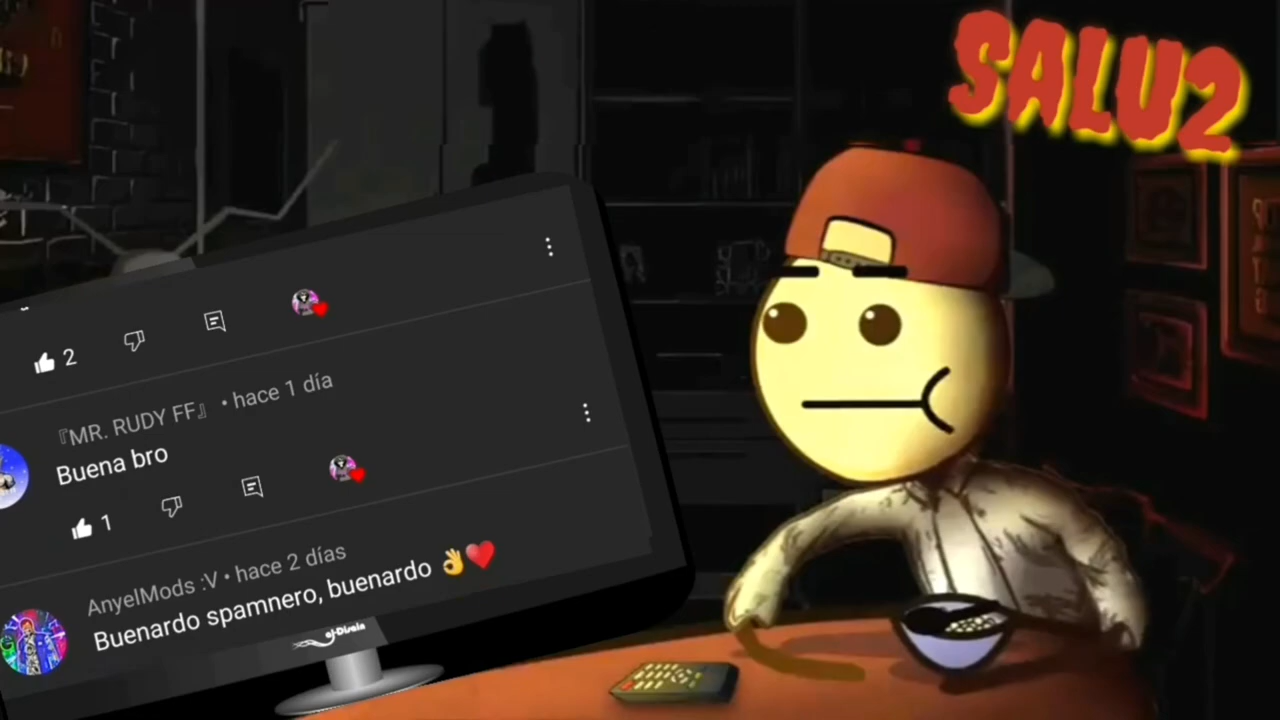 SALU2
2
『MR. RUDY FF』 • hace 1 día
Buena bro
1
AnyelMods :V • hace 2 días
Buenardo spamnero, buenardo 👌❤️